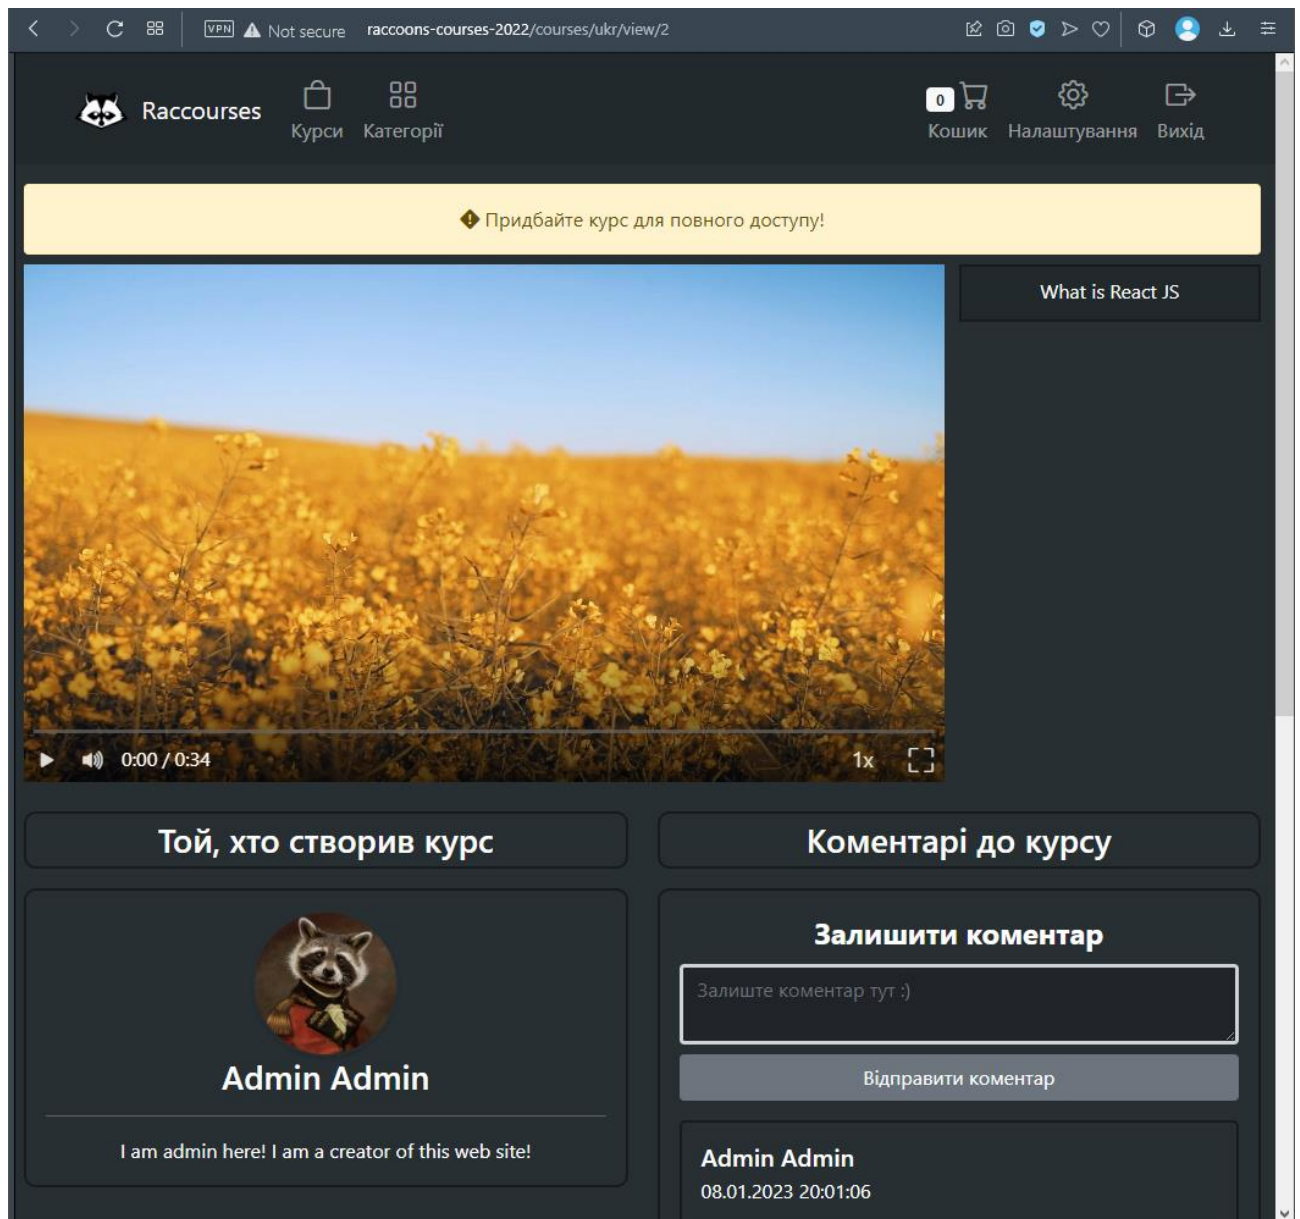 VPN Not secure raccoons-courses-2022/courses/ukr/view/2
Raccourses
Курси
Категорії
0
Кошик
Налаштування
Вихід
Придбайте курс для повного доступу!
What is React JS
0:00 / 0:34
1x
Той, хто створив курс
Коментарі до курсу
Admin Admin
I am admin here! I am a creator of this web site!
Залишити коментар
Залиште коментар тут :)
Відправити коментар
Admin Admin
08.01.2023 20:01:06